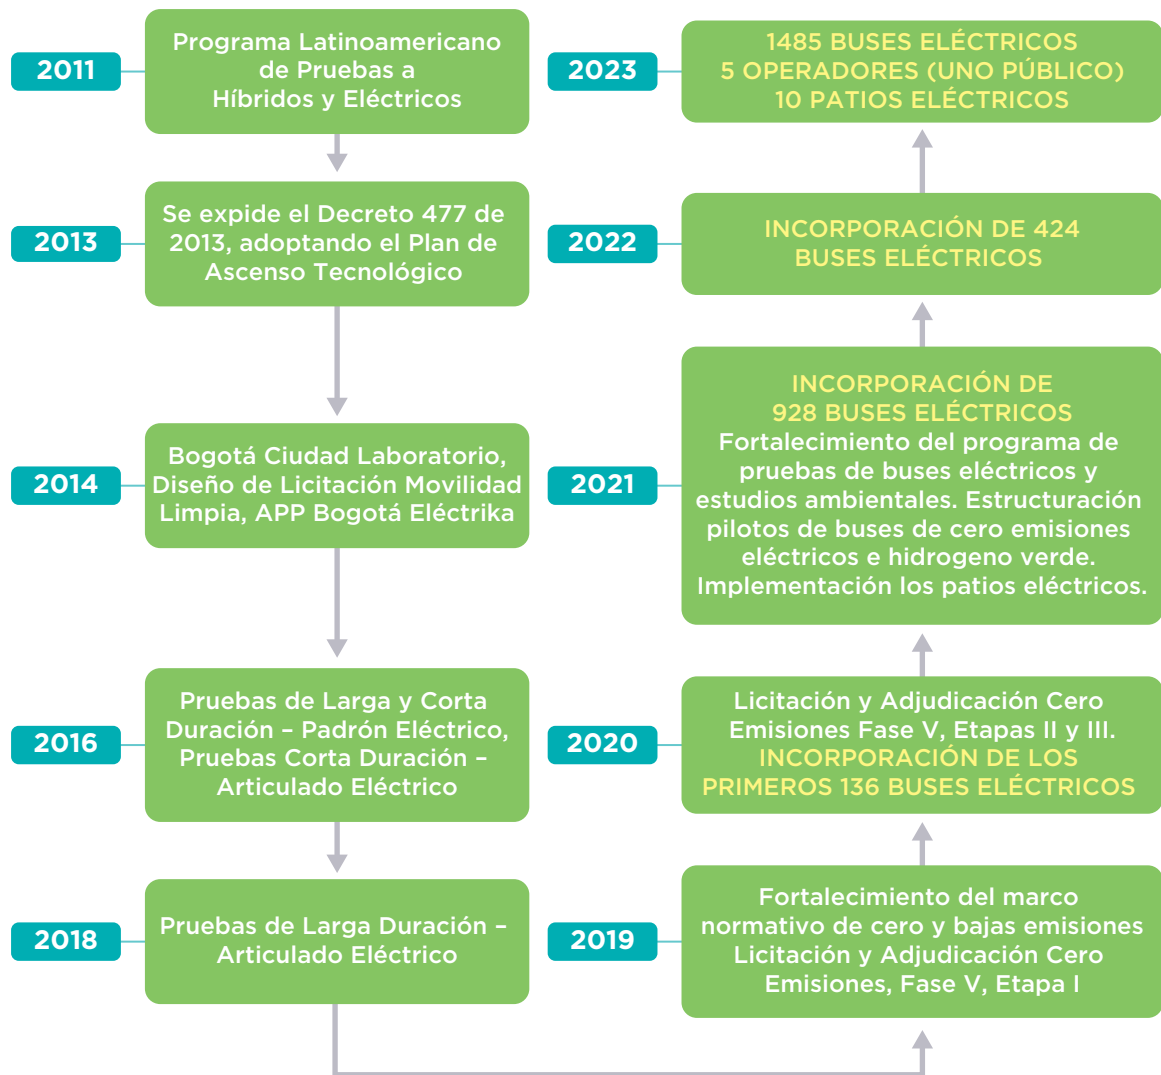 2011
Programa Latinoamericano
de Pruebas a
Híbridos y Eléctricos
2013
Se expide el Decreto 477 de
2013, adoptando el Plan de
Ascenso Tecnológico
2014
Bogotá Ciudad Laboratorio,
Diseño de Licitación Movilidad
Limpia, APP Bogotá Eléctrika
2016
Pruebas de Larga y Corta
Duración – Padrón Eléctrico,
Pruebas Corta Duración –
Articulado Eléctrico
2018
Pruebas de Larga Duración –
Articulado Eléctrico
2019
Fortalecimiento del marco
normativo de cero y bajas emisiones
Licitación y Adjudicación Cero
Emisiones, Fase V, Etapa I
2020
Licitación y Adjudicación Cero
Emisiones Fase V, Etapas II y III.
INCORPORACIÓN DE LOS
PRIMEROS 136 BUSES ELÉCTRICOS
2021
INCORPORACIÓN DE
928 BUSES ELÉCTRICOS
Fortalecimiento del programa de
pruebas de buses eléctricos y
estudios ambientales. Estructuración
pilotos de buses de cero emisiones
eléctricos e hidrogeno verde.
Implementación los patios eléctricos.
2022
INCORPORACIÓN DE 424
BUSES ELÉCTRICOS
2023
1485 BUSES ELÉCTRICOS
5 OPERADORES (UNO PÚBLICO)
10 PATIOS ELÉCTRICOS